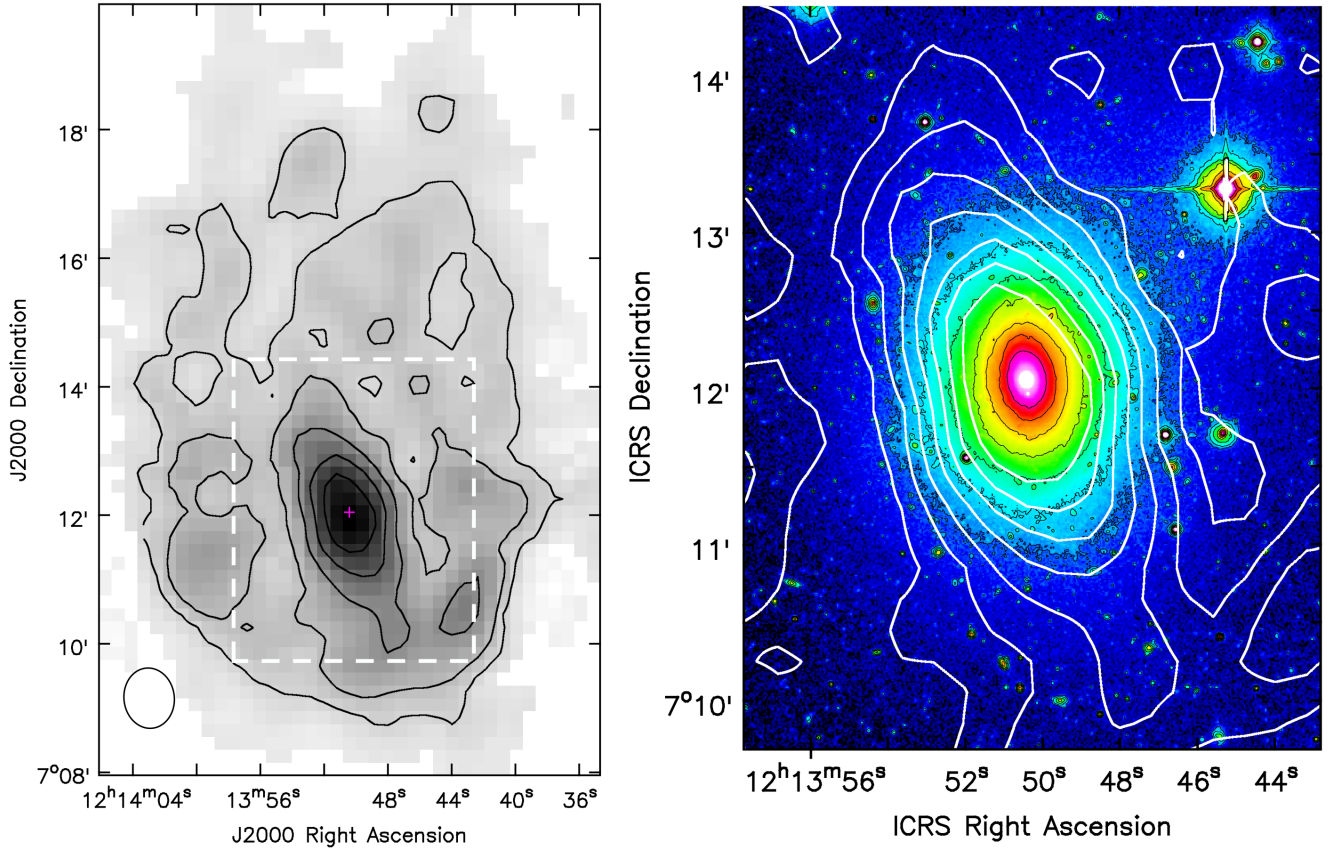 18'
16'
14'
12'
10'
7°08'
J2000 Declination
12ʰ14ᵐ04ˢ 13ᵐ56ˢ 48ˢ 44ˢ 40ˢ 36ˢ
J2000 Right Ascension
14'
13'
12'
11'
7°10'
ICRS Declination
12ʰ13ᵐ56ˢ 52ˢ 50ˢ 48ˢ 46ˢ 44ˢ
ICRS Right Ascension